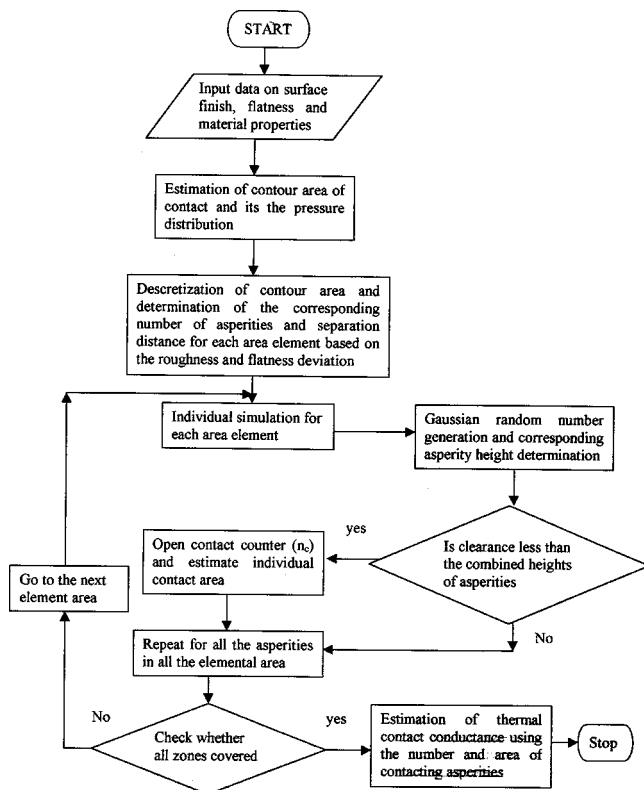 START
Input data on surface
finish, flatness and
material properties
Estimation of contour area of
contact and its the pressure
distribution
Descretization of contour area and
determination of the corresponding
number of asperities and separation
distance for each area element based on
the roughness and flatness deviation
Individual simulation for
each area element
Gaussian random number
generation and corresponding
asperity height determination
Is clearance less than
the combined heights
of asperities
yes
Open contact counter (nc)
and estimate individual
contact area
No
Repeat for all the asperities
in all the elemental area
Go to the next
element area
No
Check whether
all zones covered
yes
Estimation of thermal
contact conductance using
the number and area of
contacting asperities
Stop